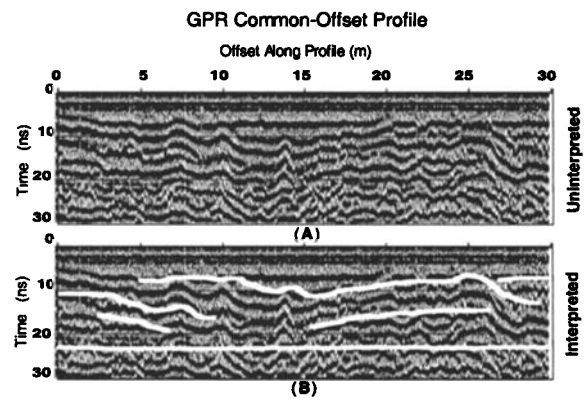 GPR Common-Offset Profile
Offset Along Profile (m)
0 5 10 15 20 25 30
0
10
20
30
Time (ns)
Uninterpreted
(A)
0
10
20
30
Time (ns)
Interpreted
(B)